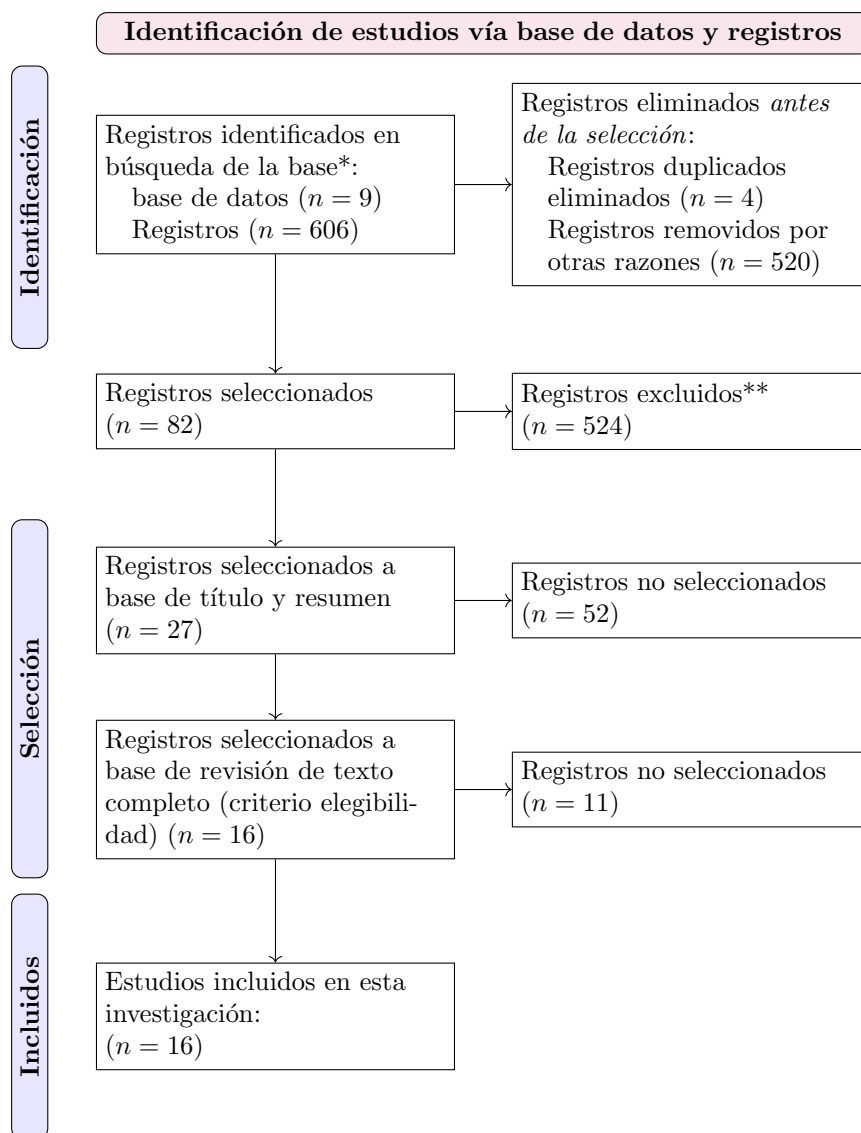 Identificación de estudios vía base de datos y registros
Identificación
Registros identificados en
búsqueda de la base*:
base de datos (n = 9)
Registros (n = 606)
Registros eliminados antes
de la selección:
Registros duplicados
eliminados (n = 4)
Registros removidos por
otras razones (n = 520)
Registros seleccionados
(n = 82)
Registros excluidos**
(n = 524)
Selección
Registros seleccionados a
base de título y resumen
(n = 27)
Registros no seleccionados
(n = 52)
Registros seleccionados a
base de revisión de texto
completo (criterio elegibili-
dad) (n = 16)
Registros no seleccionados
(n = 11)
Incluidos
Estudios incluidos en esta
investigación:
(n = 16)